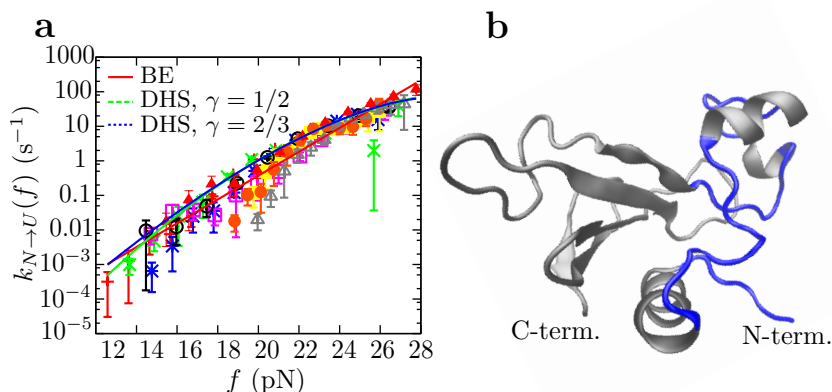 a
b
1000
100
10
1
0.1
0.01
10⁻³
10⁻⁴
10⁻⁵
k_{N→U}(f) (s⁻¹)
BE
DHS, γ = 1/2
DHS, γ = 2/3
12 14 16 18 20 22 24 26 28
f (pN)
C-term.
N-term.